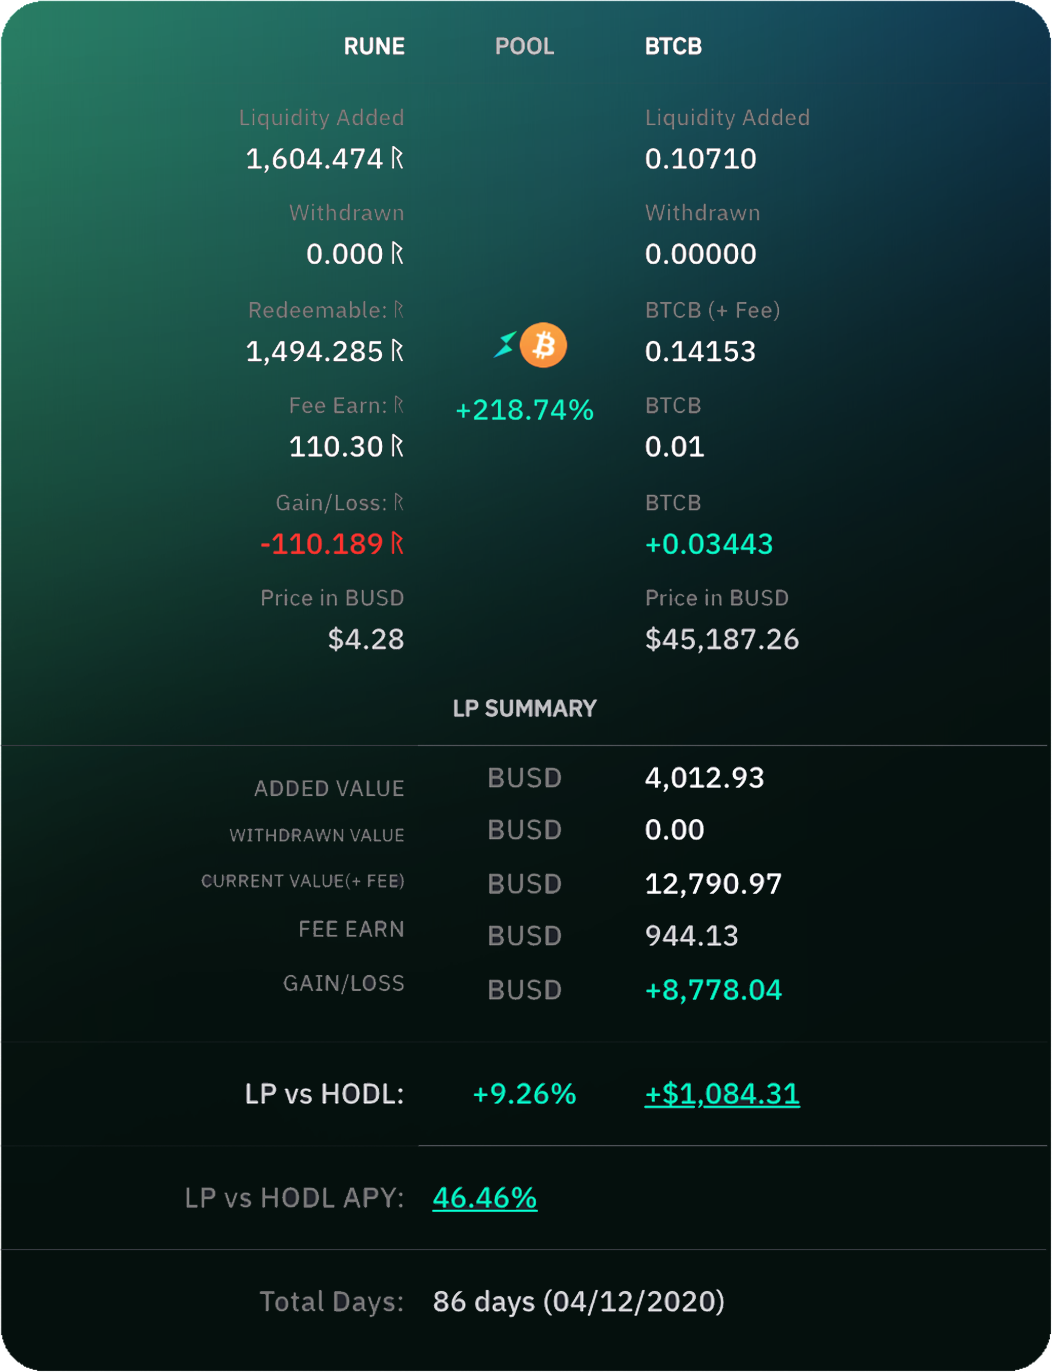 RUNE POOL BTCB
Liquidity Added Liquidity Added
1,604.474 ᚱ 0.10710
Withdrawn Withdrawn
0.000 ᚱ 0.00000
Redeemable: ᚱ BTCB (+ Fee)
1,494.285 ᚱ 0.14153
Fee Earn: ᚱ +218.74% BTCB
110.30 ᚱ 0.01
Gain/Loss: ᚱ BTCB
-110.189 ᚱ +0.03443
Price in BUSD Price in BUSD
$4.28 $45,187.26
LP SUMMARY
ADDED VALUE BUSD 4,012.93
WITHDRAWN VALUE BUSD 0.00
CURRENT VALUE(+ FEE) BUSD 12,790.97
FEE EARN BUSD 944.13
GAIN/LOSS BUSD +8,778.04
LP vs HODL: +9.26% +$1,084.31
LP vs HODL APY: 46.46%
Total Days: 86 days (04/12/2020)